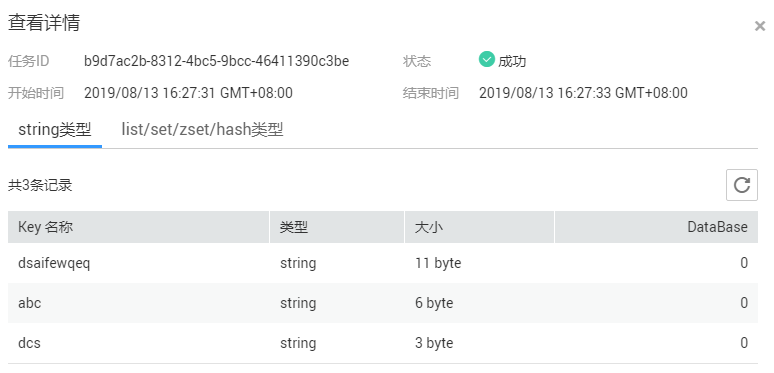 查看详情
任务ID b9d7ac2b-8312-4bc5-9bcc-46411390c3be 状态 成功
开始时间 2019/08/13 16:27:31 GMT+08:00 结束时间 2019/08/13 16:27:33 GMT+08:00
string类型 list/set/zset/hash类型
共3条记录
Key 名称 类型 大小 DataBase
dsaifewqeq string 11 byte 0
abc string 6 byte 0
dcs string 3 byte 0